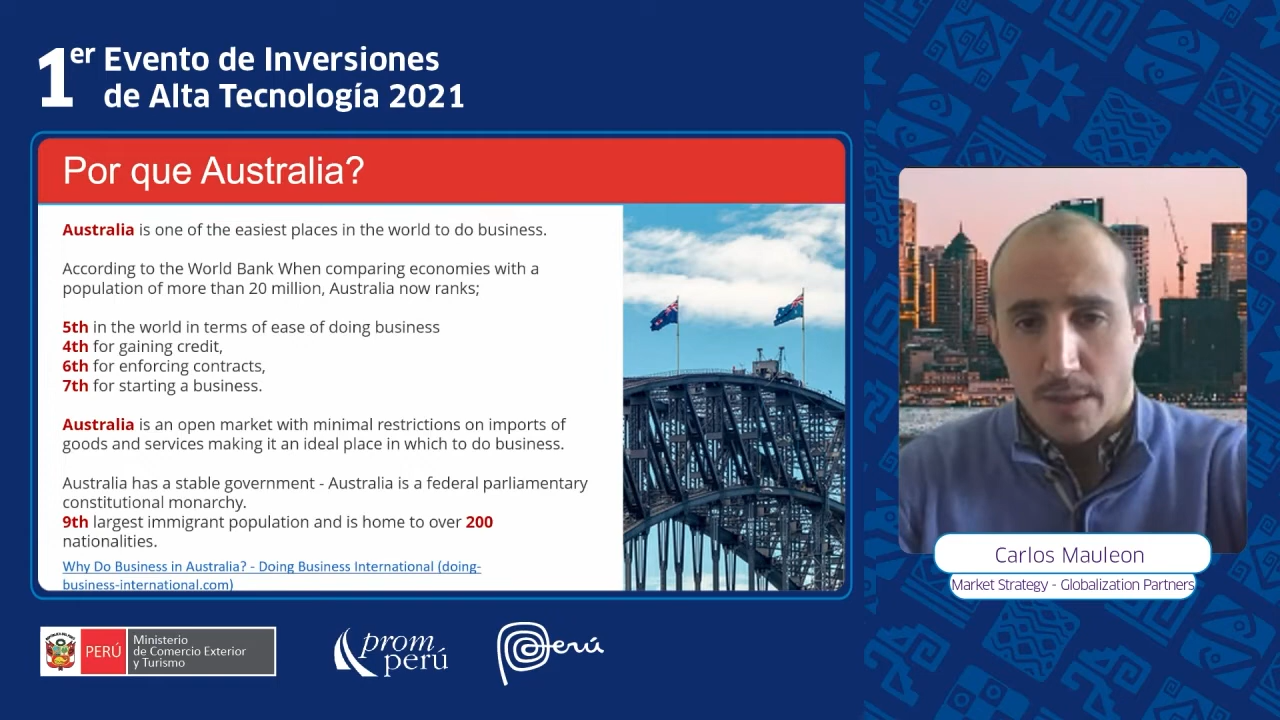 1er Evento de Inversiones
de Alta Tecnología 2021
Por que Australia?
Australia is one of the easiest places in the world to do business.
According to the World Bank When comparing economies with a
population of more than 20 million, Australia now ranks;
5th in the world in terms of ease of doing business
4th for gaining credit,
6th for enforcing contracts,
7th for starting a business.
Australia is an open market with minimal restrictions on imports of
goods and services making it an ideal place in which to do business.
Australia has a stable government - Australia is a federal parliamentary
constitutional monarchy.
9th largest immigrant population and is home to over 200
nationalities.
Why Do Business in Australia? - Doing Business International (doing-
business-international.com)
Carlos Mauleon
Market Strategy - Globalization Partners
PERÚ
Ministerio
de Comercio Exterior
y Turismo
prom
perú
Perú